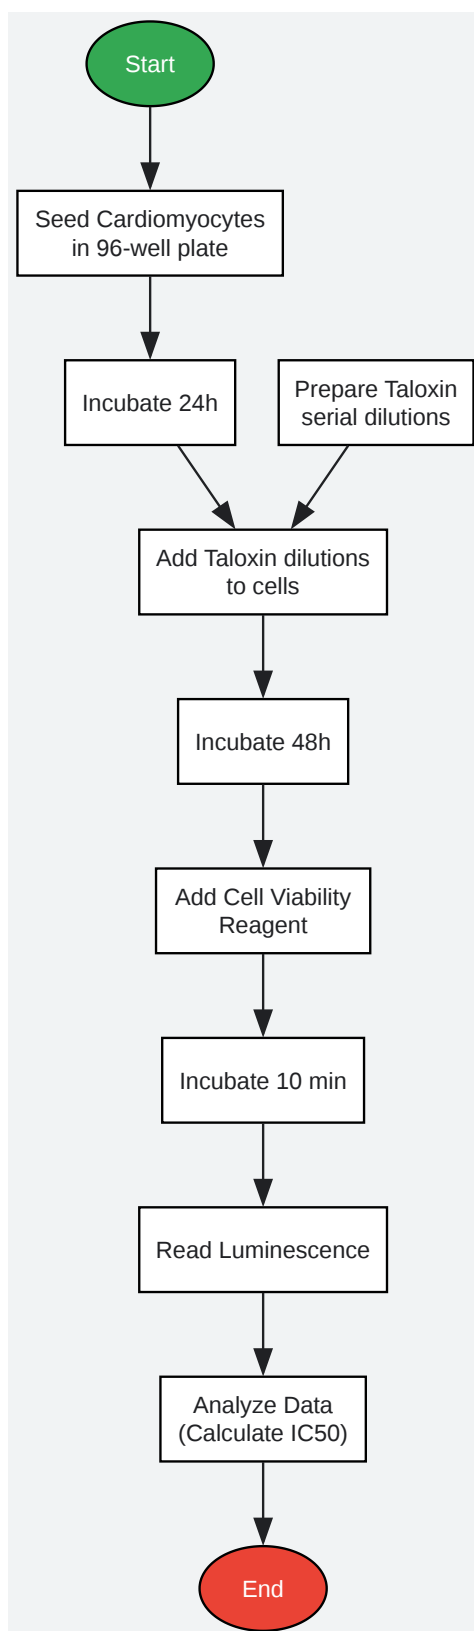 Start
Seed Cardiomyocytes
in 96-well plate
Incubate 24h
Prepare Taloxin
serial dilutions
Add Taloxin dilutions
to cells
Incubate 48h
Add Cell Viability
Reagent
Incubate 10 min
Read Luminescence
Analyze Data
(Calculate IC50)
End